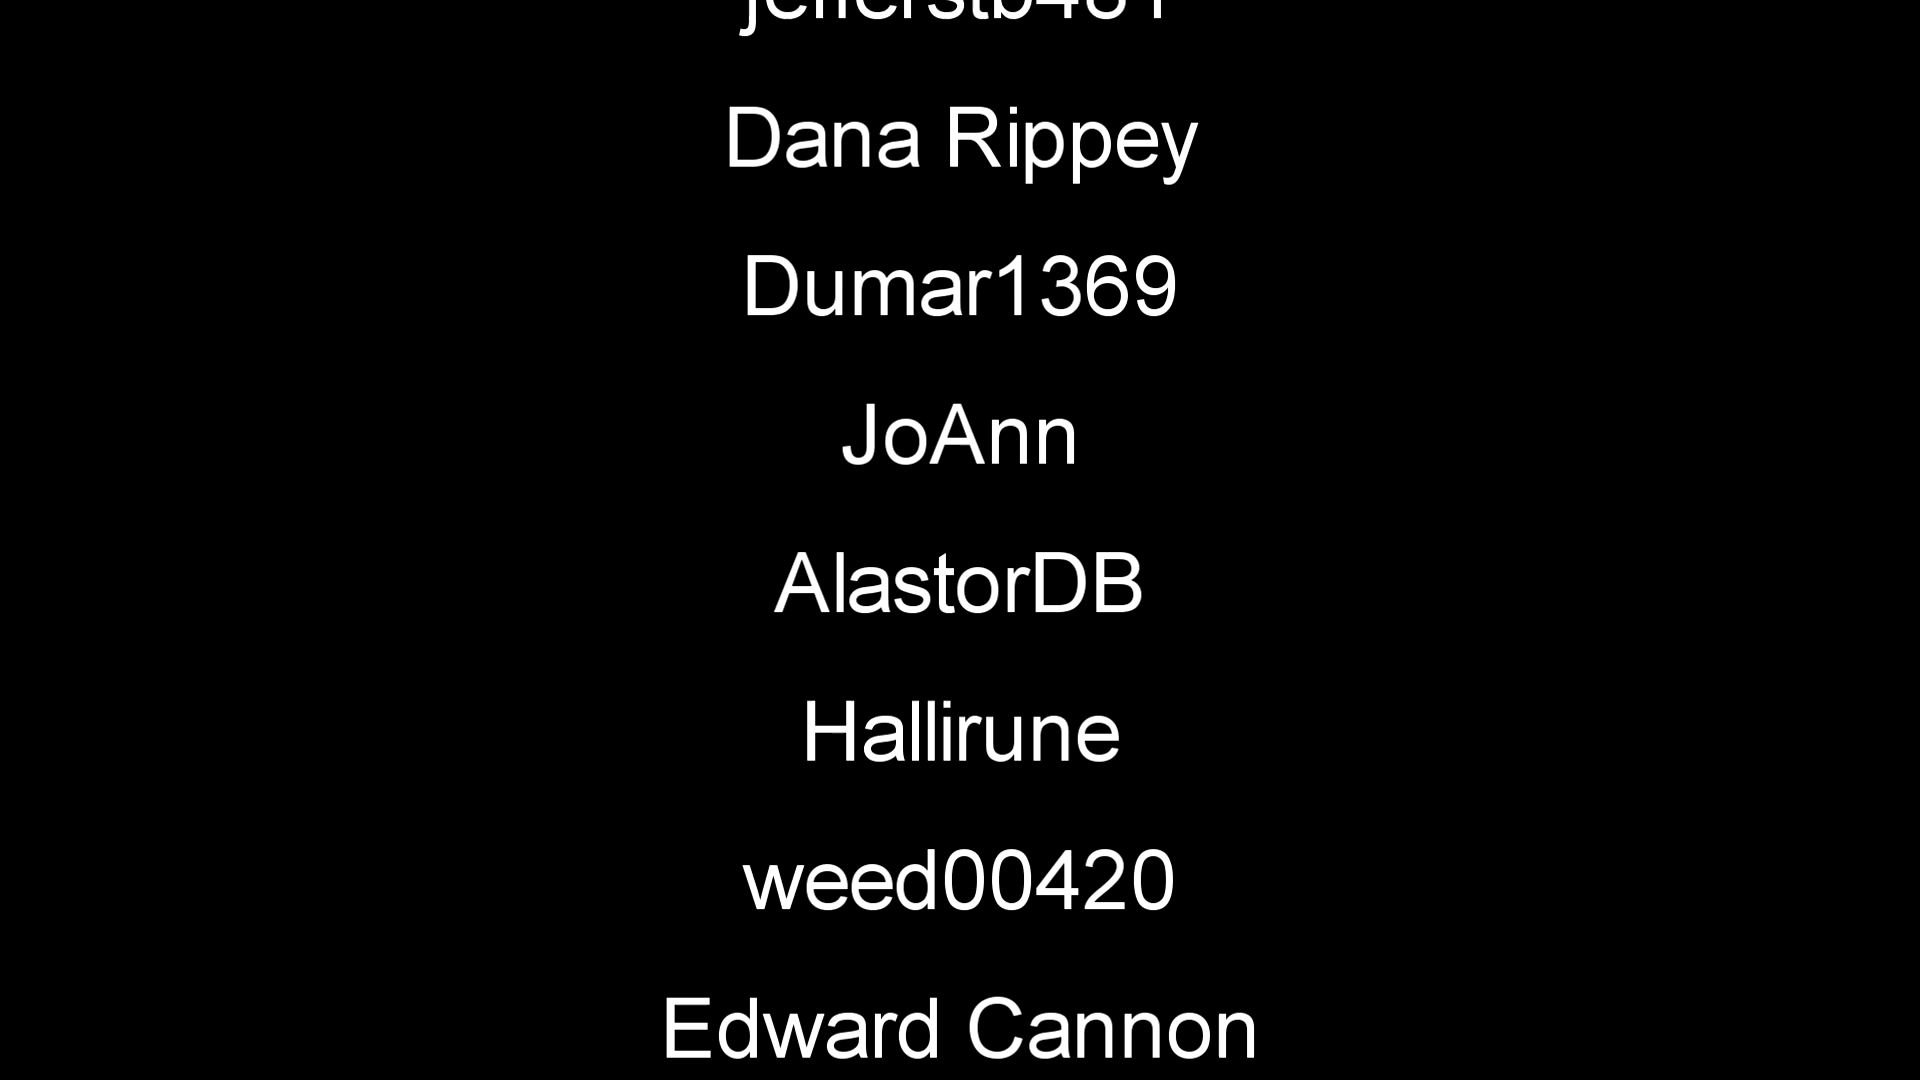 Dana Rippey
Dumar1369
JoAnn
AlastorDB
Hallirune
weed00420
Edward Cannon